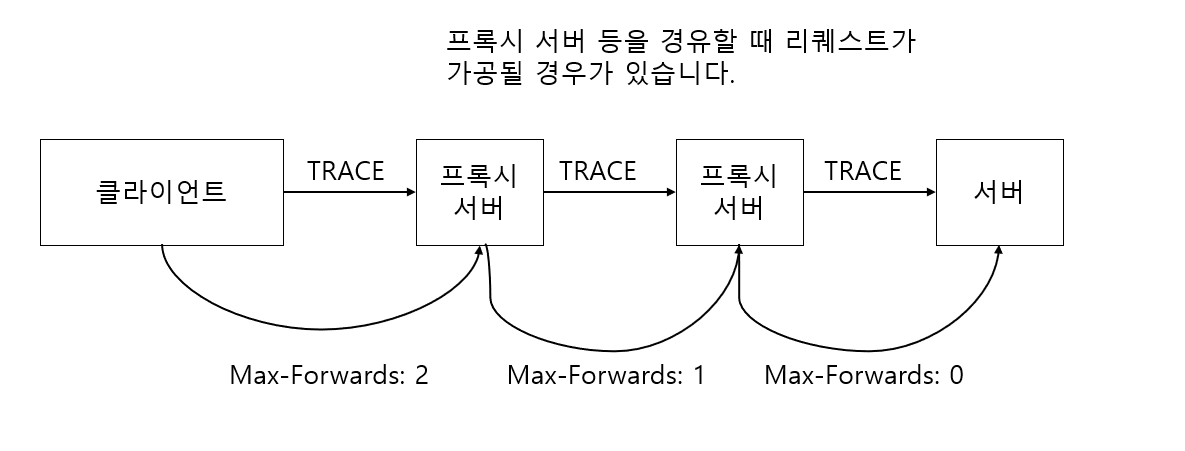 프록시 서버 등을 경유할 때 리퀘스트가
가공될 경우가 있습니다.
클라이언트
TRACE
프록시
서버
TRACE
프록시
서버
TRACE
서버
Max-Forwards: 2
Max-Forwards: 1
Max-Forwards: 0